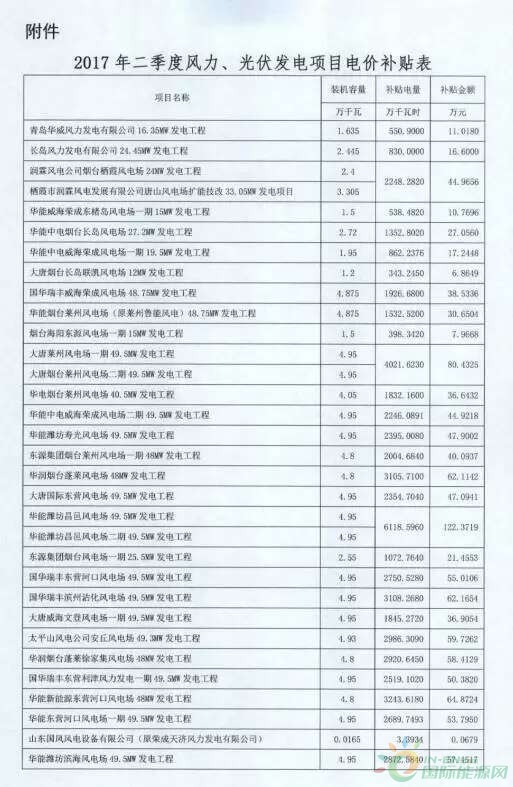 附件
2017 年二季度风力、光伏发电项目电价补贴表
项目名称 装机容量 补贴电量 补贴金额
万千瓦 万千瓦时 万元
青岛华威风力发电有限公司 16.35MW 发电工程 1.635 550.9000 11.0180
长岛风力发电有限公司 24.45MW 发电工程 2.445 830.0000 16.6000
润霖风电公司烟台栖霞风电场 24MW 发电工程 2.4 2248.2820 44.9656
栖霞市润霖风电发展有限公司唐山风电场扩能技改 33.05MW 发电项目 3.305
华能威海荣成东楮岛风电场一期 15MW 发电工程 1.5 538.4820 10.7696
华能中电烟台长岛风电场 27.2MW 发电工程 2.72 1352.8020 27.0560
华能中电威海荣成风电场一期 19.5MW 发电工程 1.95 862.2376 17.2448
大唐烟台长岛联凯风电场 12MW 发电工程 1.2 343.2450 6.8649
国华瑞丰威海荣成风电场 48.75MW 发电工程 4.875 1926.6800 38.5336
华能烟台莱州风电场（原莱州鲁能风电）48.75MW 发电工程 4.875 1532.5200 30.6504
烟台海阳东源风电场一期 15MW 发电工程 1.5 398.3420 7.9668
大唐莱州风电场一期 49.5MW 发电工程 4.95 4021.6230 80.4325
大唐莱州风电场二期 49.5MW 发电工程 4.95
华电烟台莱州风电场 40.5MW 发电工程 4.05 1832.1600 36.6432
华能中电威海荣成风电场二期 49.5MW 发电工程 4.95 2246.0891 44.9218
华能潍坊寿光风电场 49.5MW 发电工程 4.95 2395.0080 47.9002
东源集团烟台莱州风电场一期 48MW 发电工程 4.8 2004.6840 40.0937
华润烟台蓬莱风电场 48MW 发电工程 4.8 3105.7100 62.1142
大唐国际东营风电场 49.5MW 发电工程 4.95 2354.7040 47.0941
华能潍坊昌邑风电场 49.5MW 发电工程 4.95 6118.5960 122.3719
华能潍坊昌邑风电场二期 49.5MW 发电工程 4.95
东源集团烟台风电场一期 25.5MW 发电工程 2.55 1072.7640 21.4553
国华瑞丰东营河口风电场 49.5MW 发电工程 4.95 2750.5280 55.0106
国华瑞丰滨州沾化风电场 49.5MW 发电工程 4.95 3108.2680 62.1654
大唐威海文登风电场一期 49.5MW 发电工程 4.95 1845.2720 36.9054
太平山风电公司安丘风电场 49.3MW 发电工程 4.93 2986.3090 59.7262
华润烟台蓬莱徐家集风电场 48MW 发电工程 4.8 2920.6450 58.4129
国华瑞丰东营利津风力发电一期 49.5MW 发电工程 4.95 2519.1020 50.3820
华能新能源东营河口风电场 48MW 发电工程 4.8 3243.6180 64.8724
华能东营河口风电场一期 49.5MW 发电工程 4.95 2689.7493 53.7950
山东国风风电设备有限公司（原荣成天济风力发电有限公司） 0.0165 3.3934 0.0679
华能潍坊滨海风电场 49.5MW 发电工程 4.95 2872.5840 57.4517
国际能源网